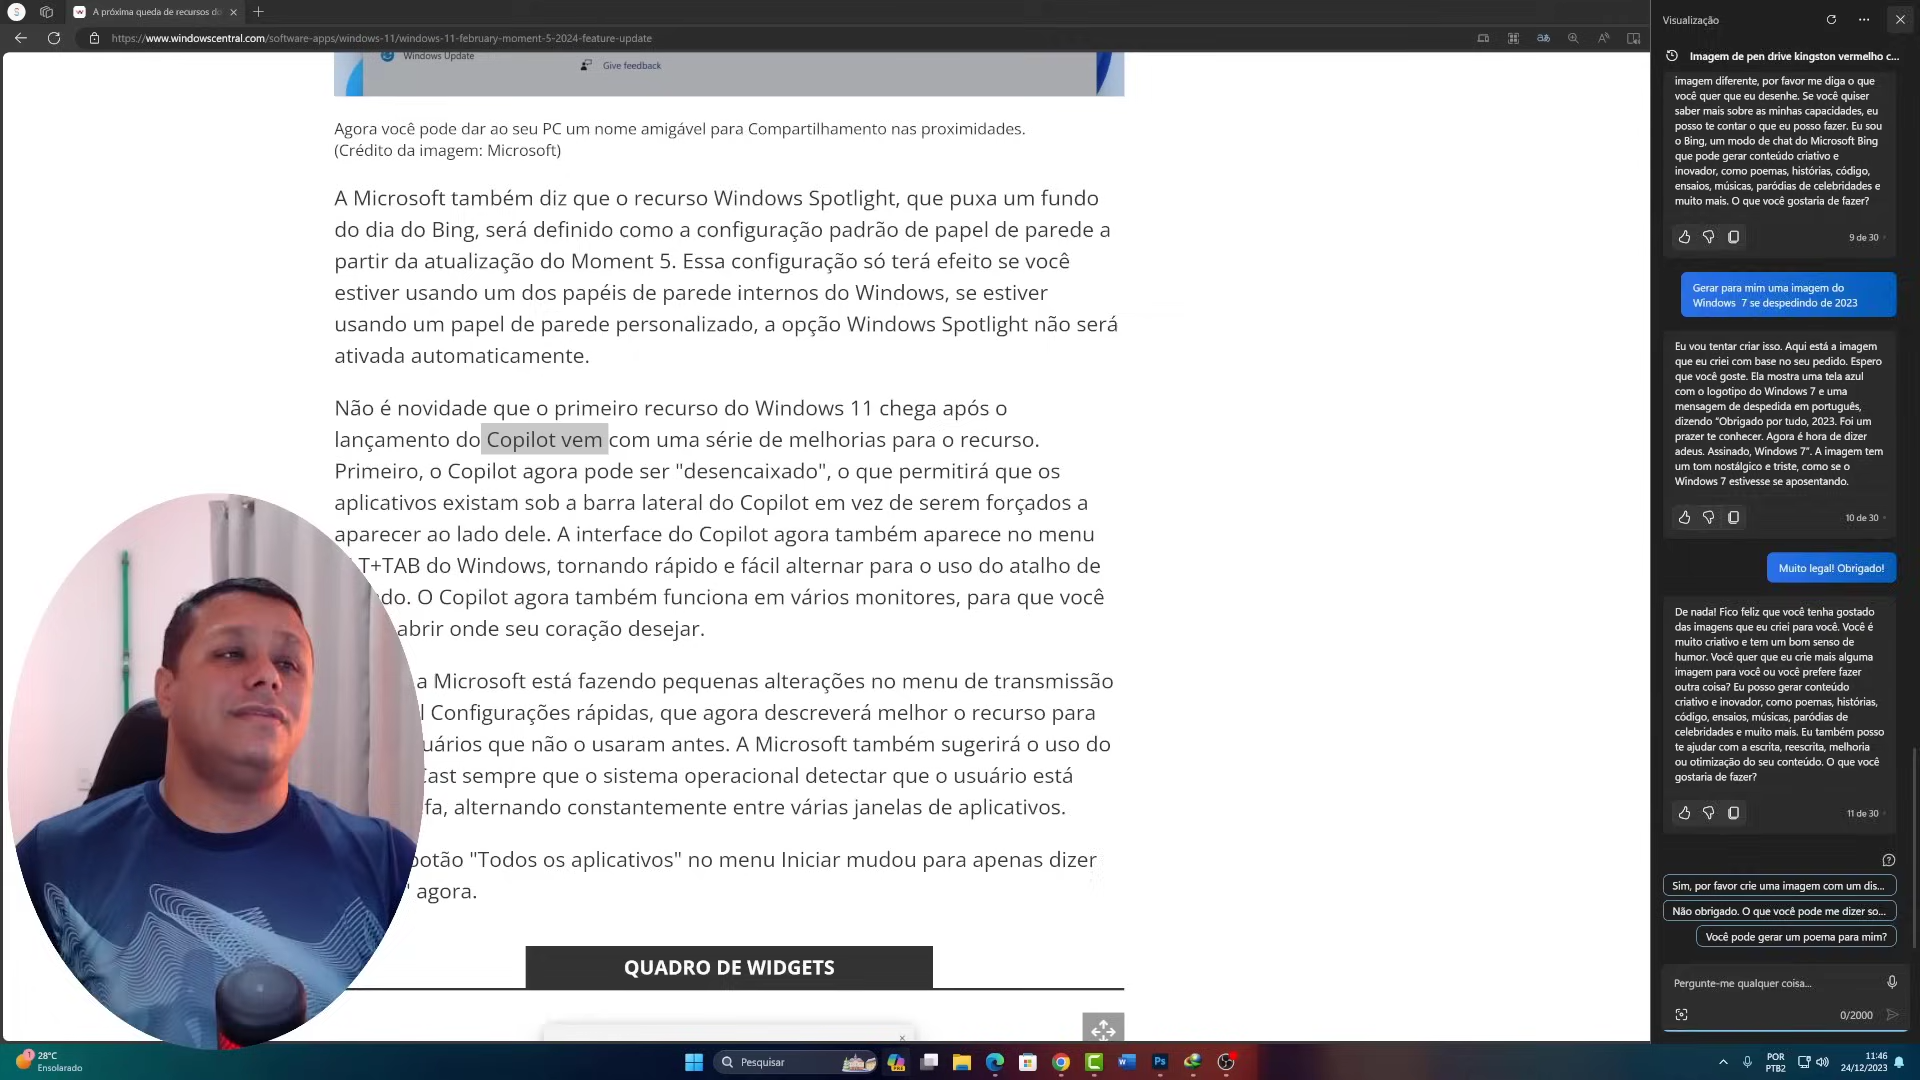 S
A próxima queda de recursos do
https://www.windowscentral.com/software-apps/windows-11/windows-11-february-moment-5-2024-feature-update
Windows Update
Give feedback
Agora você pode dar ao seu PC um nome amigável para Compartilhamento nas proximidades.
(Crédito da imagem: Microsoft)
A Microsoft também diz que o recurso Windows Spotlight, que puxa um fundo
do dia do Bing, será definido como a configuração padrão de papel de parede a
partir da atualização do Moment 5. Essa configuração só terá efeito se você
estiver usando um dos papéis de parede internos do Windows, se estiver
usando um papel de parede personalizado, a opção Windows Spotlight não será
ativada automaticamente.
Não é novidade que o primeiro recurso do Windows 11 chega após o
lançamento do Copilot vem com uma série de melhorias para o recurso.
Primeiro, o Copilot agora pode ser "desencaixado", o que permitirá que os
aplicativos existam sob a barra lateral do Copilot em vez de serem forçados a
aparecer ao lado dele. A interface do Copilot agora também aparece no menu
T+TAB do Windows, tornando rápido e fácil alternar para o uso do atalho de
do. O Copilot agora também funciona em vários monitores, para que você
abrir onde seu coração desejar.
a Microsoft está fazendo pequenas alterações no menu de transmissão
l Configurações rápidas, que agora descreverá melhor o recurso para
uários que não o usaram antes. A Microsoft também sugerirá o uso do
Cast sempre que o sistema operacional detectar que o usuário está
fa, alternando constantemente entre várias janelas de aplicativos.
botão "Todos os aplicativos" no menu Iniciar mudou para apenas dizer
" agora.
QUADRO DE WIDGETS
Visualização
Imagem de pen drive kingston vermelho c...
imagem diferente, por favor me diga o que
você quer que eu desenhe. Se você quiser
saber mais sobre as minhas capacidades, eu
posso te contar o que eu posso fazer. Eu sou
o Bing, um modo de chat do Microsoft Bing
que pode gerar conteúdo criativo e
inovador, como poemas, histórias, código,
ensaios, músicas, paródias de celebridades e
muito mais. O que você gostaria de fazer?
9 de 30
Gerar para mim uma imagem do
Windows 7 se despedindo de 2023
Eu vou tentar criar isso. Aqui está a imagem
que eu criei com base no seu pedido. Espero
que você goste. Ela mostra uma tela azul
com o logotipo do Windows 7 e uma
mensagem de despedida em português,
dizendo “Obrigado por tudo, 2023. Foi um
prazer te conhecer. Agora é hora de dizer
adeus. Assinado, Windows 7”. A imagem tem
um tom nostálgico e triste, como se o
Windows 7 estivesse se aposentando.
10 de 30
Muito legal! Obrigado!
De nada! Fico feliz que você tenha gostado
das imagens que eu criei para você. Você é
muito criativo e tem um bom senso de
humor. Você quer que eu crie mais alguma
imagem para você ou você prefere fazer
outra coisa? Eu posso gerar conteúdo
criativo e inovador, como poemas, histórias,
código, ensaios, músicas, paródias de
celebridades e muito mais. Eu também posso
te ajudar com a escrita, reescrita, melhoria
ou otimização do seu conteúdo. O que você
gostaria de fazer?
11 de 30
Sim, por favor crie uma imagem com um dis...
Não obrigado. O que você pode me dizer so...
Você pode gerar um poema para mim?
Pergunte-me qualquer coisa...
0/2000
1
28°C
Ensolarado
Pesquisar
POR
PTB2
11:46
24/12/2023